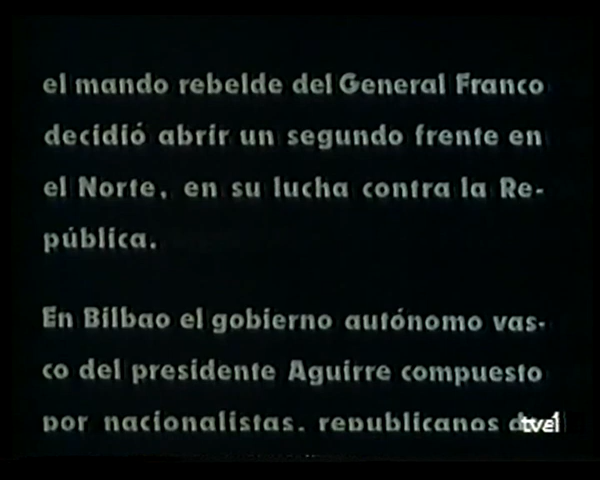 el mando rebelde del General Franco
decidió abrir un segundo frente en
el Norte, en su lucha contra la Re-
pública.
En Bilbao el gobierno autónomo vas-
co del presidente Aguirre compuesto
por nacionalistas, republicanos
tve1